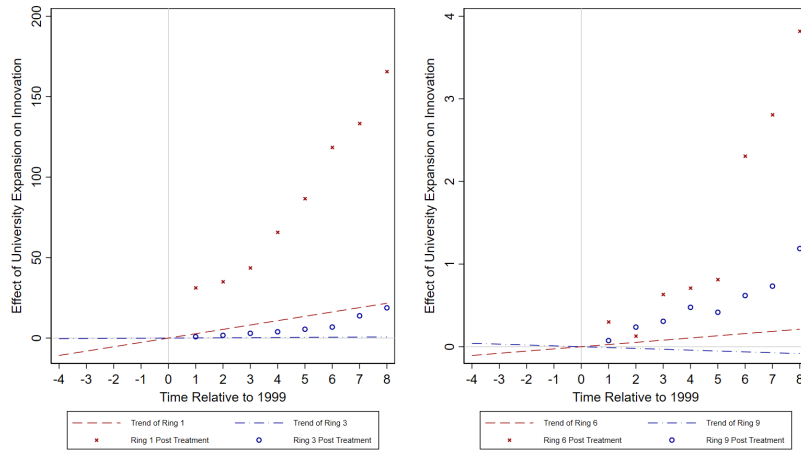 Effect of University Expansion on Innovation
200
150
100
50
0
-4 -3 -2 -1 0 1 2 3 4 5 6 7 8
Time Relative to 1999
Trend of Ring 1 Trend of Ring 3
Ring 1 Post Treatment Ring 3 Post Treatment
Effect of University Expansion on Innovation
4
3
2
1
0
-4 -3 -2 -1 0 1 2 3 4 5 6 7 8
Time Relative to 1999
Trend of Ring 6 Trend of Ring 9
Ring 6 Post Treatment Ring 9 Post Treatment